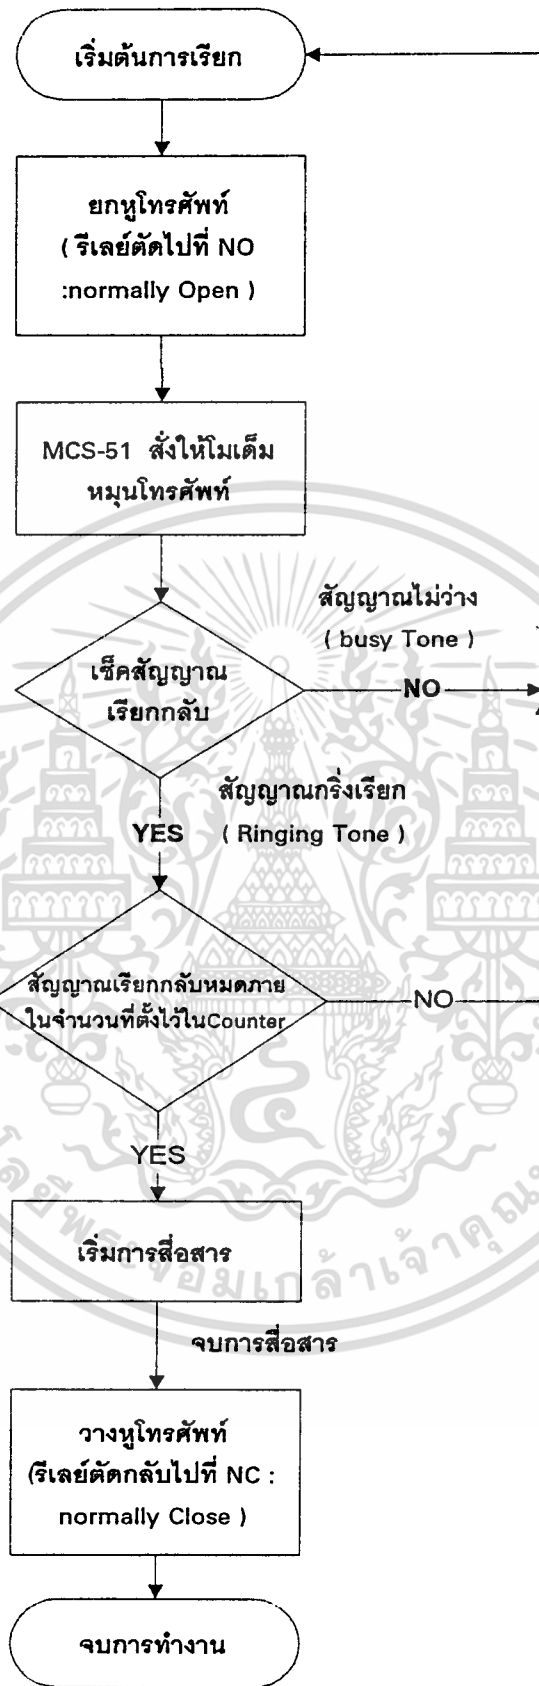 เริ่มต้นการเรียก
ยกหูโทรศัพท์
( รีเลย์ตัดไปที่ NO
:normally Open )
MCS-51 สั่งให้โมเด็ม
หมุนโทรศัพท์
สัญญาณไม่ว่าง
( busy Tone )
เช็คสัญญาณ
เรียกกลับ
NO
สัญญาณกริ่งเรียก
YES ( Ringing Tone )
สัญญาณเรียกกลับหมดภาย
ในจำนวนที่ตั้งไว้ในCounter
NO
YES
เริ่มการสื่อสาร
จบการสื่อสาร
วางหูโทรศัพท์
(รีเลย์ตัดกลับไปที่ NC :
normally Close )
จบการทำงาน